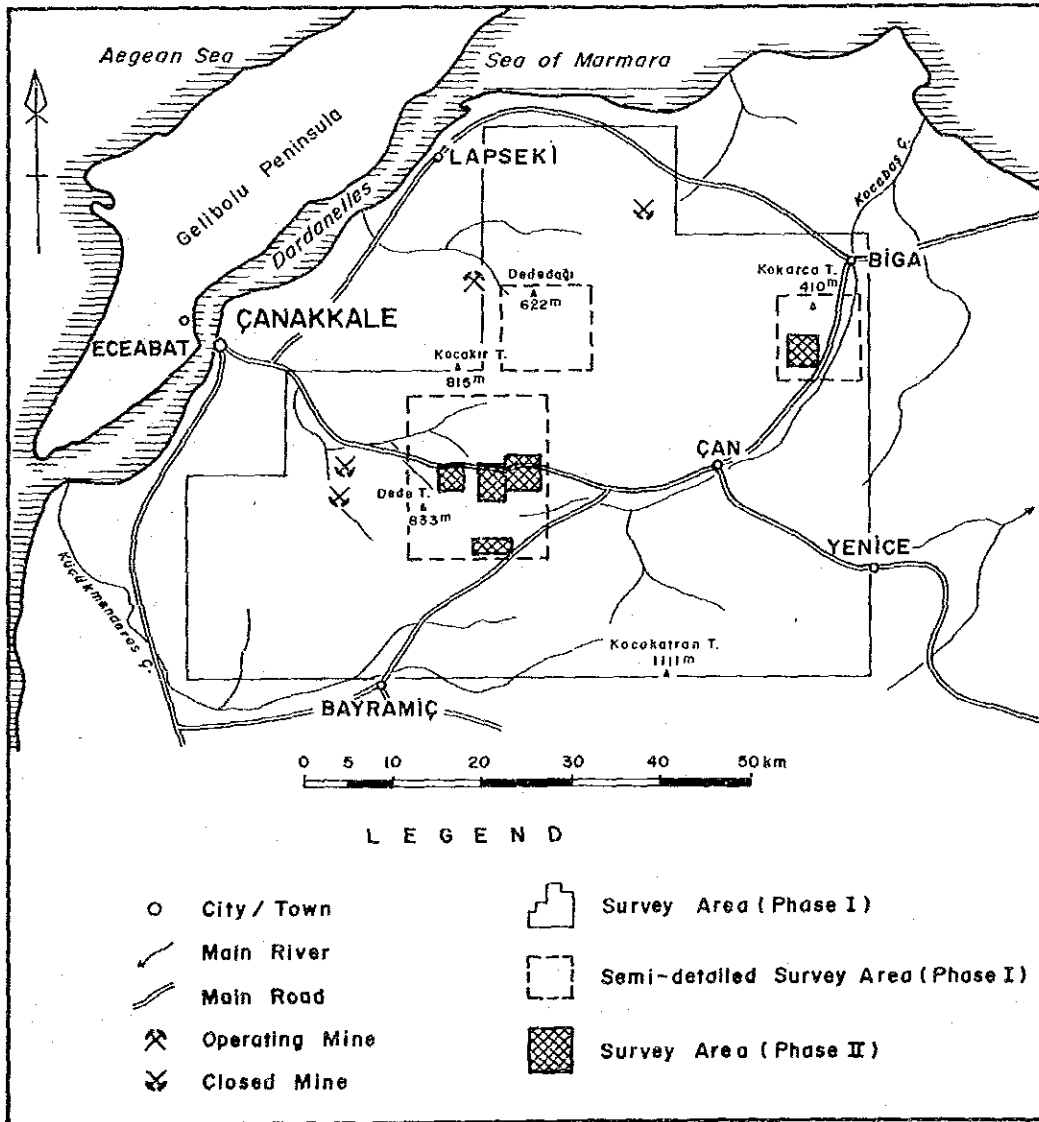 Aegean Sea
Sea of Marmara
Gelibolu Peninsula
Dardanelles
LAPSEKİ
Kocabaş Ç.
BİGA
Kokarca T.
410m
Dededağı
622m
ÇANAKKALE
ECEABAT
Kocakır T.
815m
ÇAN
Dede T.
833m
YENİCE
Küçükmenderes Ç.
Kocakatran T.
1111m
BAYRAMİÇ
0 5 10 20 30 40 50 km
LEGEND
City / Town
Main River
Main Road
Operating Mine
Closed Mine
Survey Area (Phase I)
Semi-detailed Survey Area (Phase I)
Survey Area (Phase II)